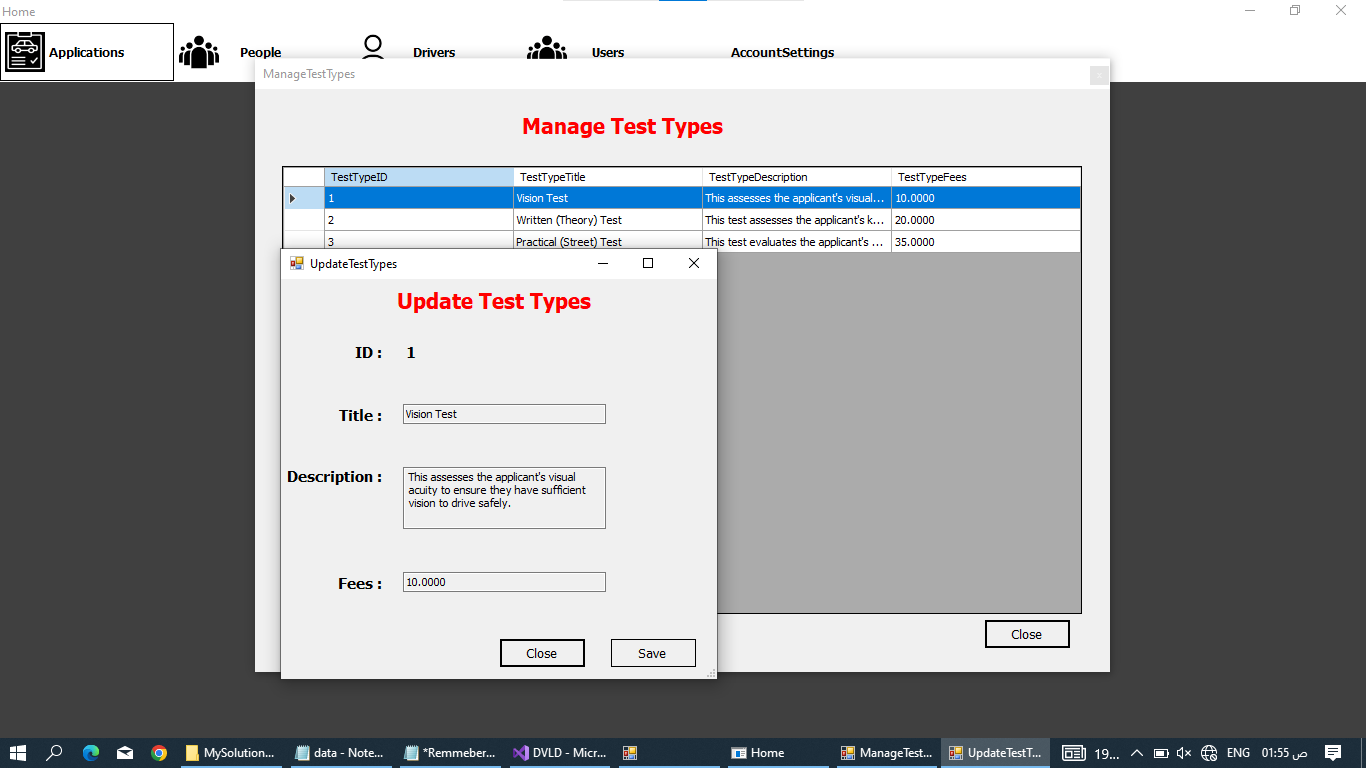 Home
Applications
People
Drivers
Users
AccountSettings
ManageTestTypes
Manage Test Types
TestTypeID TestTypeTitle TestTypeDescription TestTypeFees
1 Vision Test This assesses the applicant's visual... 10.0000
2 Written (Theory) Test This test assesses the applicant's k... 20.0000
3 Practical (Street) Test This test evaluates the applicant's ... 35.0000
UpdateTestTypes
Update Test Types
ID : 1
Title : Vision Test
Description : This assesses the applicant's visual
acuity to ensure they have sufficient
vision to drive safely.
Fees : 10.0000
Close Save
Close
MySolution... data - Note... *Remmeber... DVLD - Micr... Home ManageTest... UpdateTestT... 19... ENG 01:55 ص